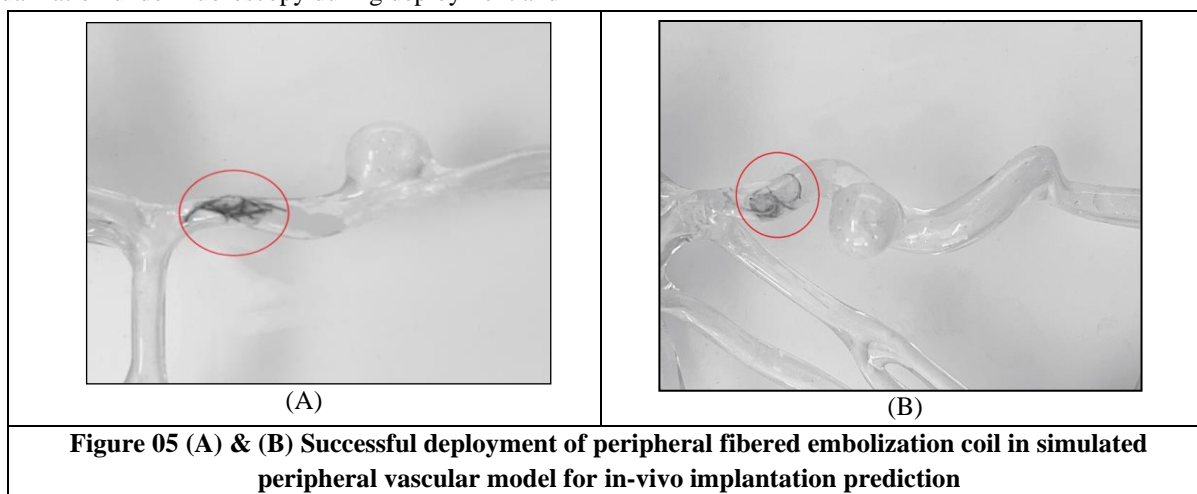 (A)
(B)
Figure 05 (A) & (B) Successful deployment of peripheral fibered embolization coil in simulated
peripheral vascular model for in-vivo implantation prediction